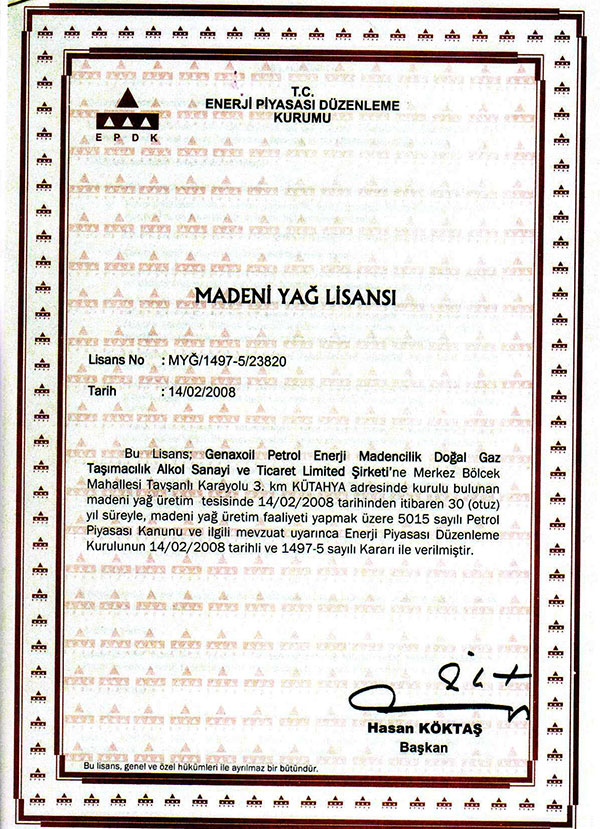 T.C.
ENERJİ PİYASASI DÜZENLEME
KURUMU
EPDK
MADENİ YAĞ LİSANSI
Lisans No : MYĞ/1497-5/23820
Tarih : 14/02/2008
Bu Lisans; Genaxoil Petrol Enerji Madencilik Doğal Gaz
Taşımacılık Alkol Sanayi ve Ticaret Limited Şirketi'ne Merkez Bölcek
Mahallesi Tavşanlı Karayolu 3. km KÜTAHYA adresinde kurulu bulunan
madeni yağ üretim tesisinde 14/02/2008 tarihinden itibaren 30 (otuz)
yıl süreyle, madeni yağ üretim faaliyeti yapmak üzere 5015 sayılı Petrol
Piyasası Kanunu ve ilgili mevzuat uyarınca Enerji Piyasası Düzenleme
Kurulunun 14/02/2008 tarihli ve 1497-5 sayılı Kararı ile verilmiştir.
Hasan KÖKTAŞ
Başkan
Bu lisans, genel ve özel hükümleri ile ayrılmaz bir bütündür.